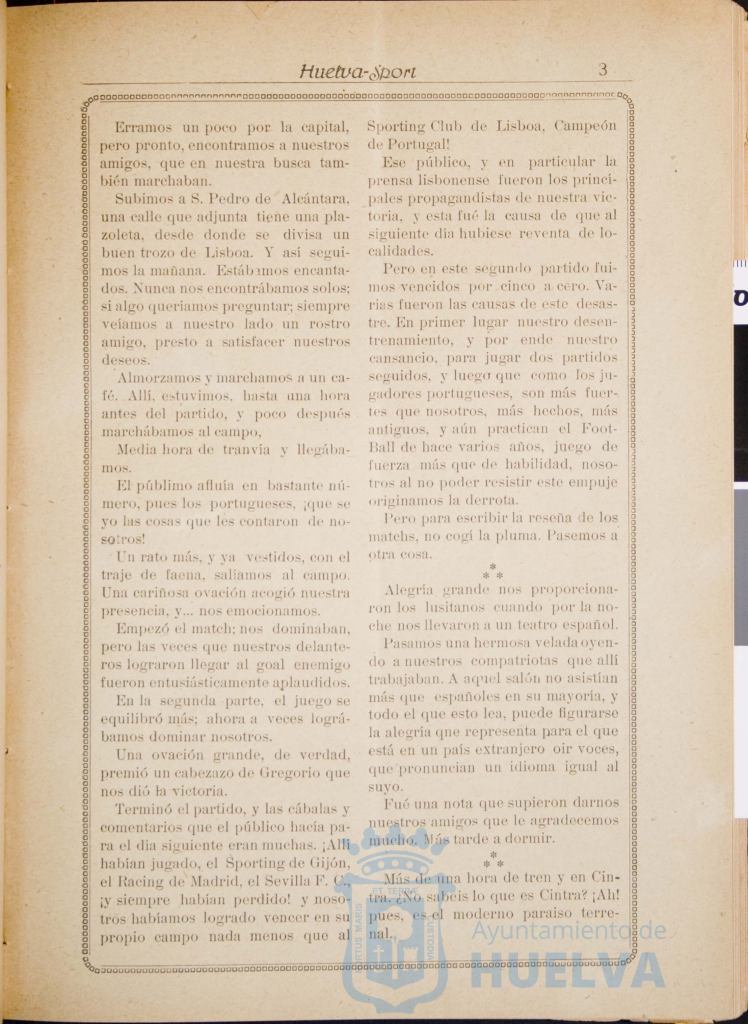 Huelva-Sport
3
Erramos un poco por la capital,
pero pronto, encontramos a nuestros
amigos, que en nuestra busca tam-
bién marchaban.
Subimos a S. Pedro de Alcántara,
una calle que adjunta tiene una pla-
zoleta, desde donde se divisa un
buen trozo de Lisboa. Y asi segui-
mos la mañana. Estábamos encanta-
dos. Nunca nos encontrábamos solos;
si algo queriamos preguntar; siempre
veíamos a nuestro lado un rostro
amigo, presto a satisfacer nuestros
deseos.
Almorzamos y marchamos a un ca-
fé. Allí, estuvimos, hasta una hora
antes del partido, y poco después
marchábamos al campo,
Media hora de tranvia y llegába-
mos.
El públimo afluía en bastante nú-
mero, pues los portugueses, ¡que se
yo las cosas que les contaron de no-
sotros!
Un rato más, y ya vestidos, con el
traje de faena, saliamos al campo.
Una cariñosa ovación acogió nuestra
presencia, y... nos emocionamos.
Empezó el match; nos dominaban,
pero las veces que nuestros delante-
ros lograron llegar al goal enemigo
fueron entusiásticamente aplaudidos.
En la segunda parte, el juego se
equilibró más; ahora a veces lográ-
bamos dominar nosotros.
Una ovación grande, de verdad,
premió un cabezazo de Gregorio que
nos dió la victoria.
Terminó el partido, y las cábalas y
comentarios que el público hacía pa-
ra el dia siguiente eran muchas. ¡Allí
habían jugado, el Sporting de Gijón,
el Racing de Madrid, el Sevilla F. C.,
¡y siempre habían perdido! y noso-
tros habíamos logrado vencer en su
propio campo nada menos que al
Sporting Club de Lisboa, Campeón
de Portugal!
Ese público, y en particular la
prensa lisbonense fueron los princi-
pales propagandistas de nuestra vic-
toria, y esta fué la causa de que al
siguiente dia hubiese reventa de lo-
calidades.
Pero en este segundo partido fui-
mos vencidos por cinco a cero. Va-
rias fueron las causas de este desas-
tre. En primer lugar nuestro desen-
trenamiento, y por ende nuestro
cansancio, para jugar dos partidos
seguidos, y luego que como los ju-
gadores portugueses, son más fuer-
tes que nosotros, más hechos, más
antiguos, y aún practican el Foot-
Ball de hace varios años, juego de
fuerza más que de habilidad, noso-
tros al no poder resistir este empuje
originamos la derrota.
Pero para escribir la reseña de los
matchs, no cogí la pluma. Pasemos a
otra cosa.
*
* *
Alegria grande nos proporciona-
ron los lusitanos cuando por la no-
che nos llevaron a un teatro español.
Pasamos una hermosa velada oyen-
do a nuestros compatriotas que allí
trabajaban. A aquel salón no asistían
más que españoles en su mayoría, y
todo el que esto lea, puede figurarse
la alegría qne representa para el que
está en un país extranjero oir voces,
que pronuncian un idioma igual al
suyo.
Fué una nota que supieron darnos
nuestros amigos que le agradecemos
mucho. Más tarde a dormir.
*
* *
Más de una hora de tren y en Cin-
tra. ¿No sabeis lo que es Cintra? ¡Ah!
pues, es el moderno paraiso terre-
nal.
Ayuntamiento de
HUELVA